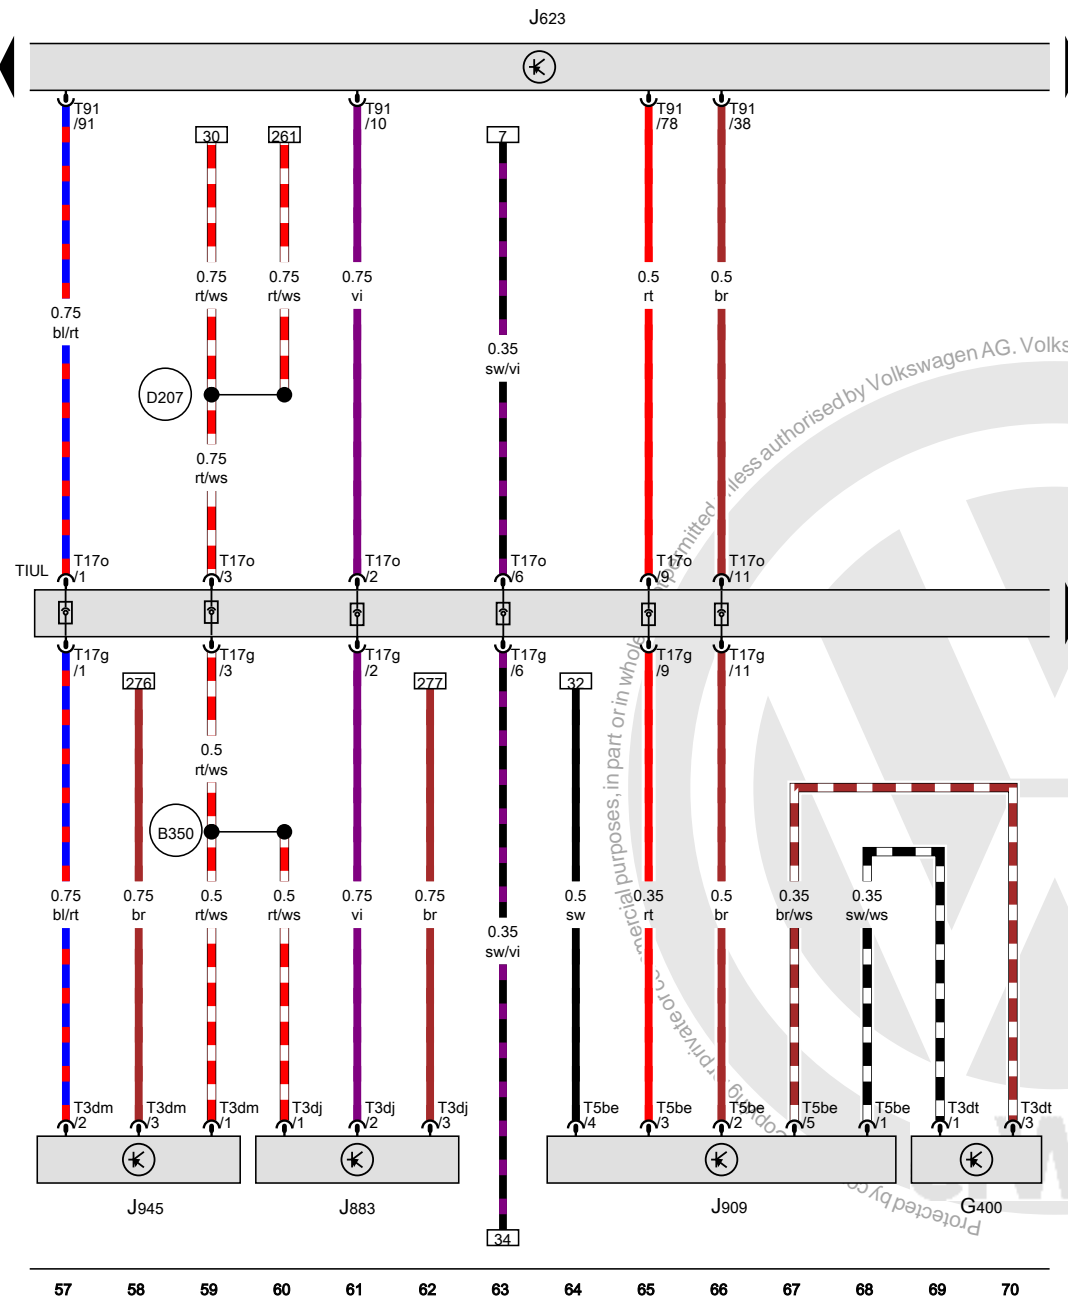 J623
T91 T91 T91 T91
/91 /10 /78 /38
30 261 7
0.75 0.75 0.75 0.5 0.5
rt/ws rt/ws vi rt br
0.75
bl/rt
0.35
sw/vi
D207
0.75
rt/ws
TIUL
T17o T17o T17o T17o T17o T17o
/1 /3 /2 /6 /9 /11
T17g T17g T17g T17g T17g T17g
/1 /3 /2 /6 /9 /11
276 277 32
0.5
rt/ws
B350
0.75 0.75 0.5 0.5 0.75 0.75 0.5 0.35 0.5 0.35 0.35
bl/rt br rt/ws rt/ws vi br sw rt br br/ws sw/ws
0.35
sw/vi
T3dm T3dm T3dm T3dj T3dj T3dj T5be T5be T5be T5be T5be T3dt T3dt
/2 /3 /1 /1 /2 /3 /4 /3 /2 /5 /1 /1 /3
J945 J883 J909 G400
34
57 58 59 60 61 62 63 64 65 66 67 68 69 70
authorised by Volkswagen AG. Volks
permitted
purposes, in part or in whole
private or
copying
Protected by